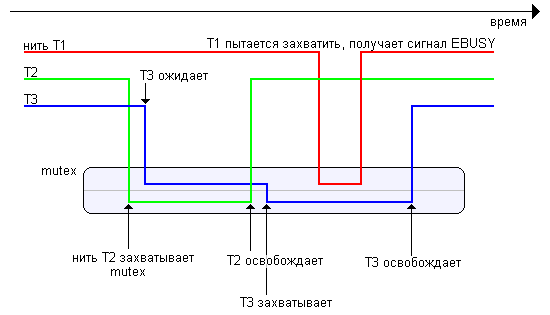 время
нить T1
T1 пытается захватить, получает сигнал EBUSY
T2
T3 ожидает
T3
mutex
нить T2 захватывает
mutex
T2 освобождает
T3 освобождает
T3 захватывает